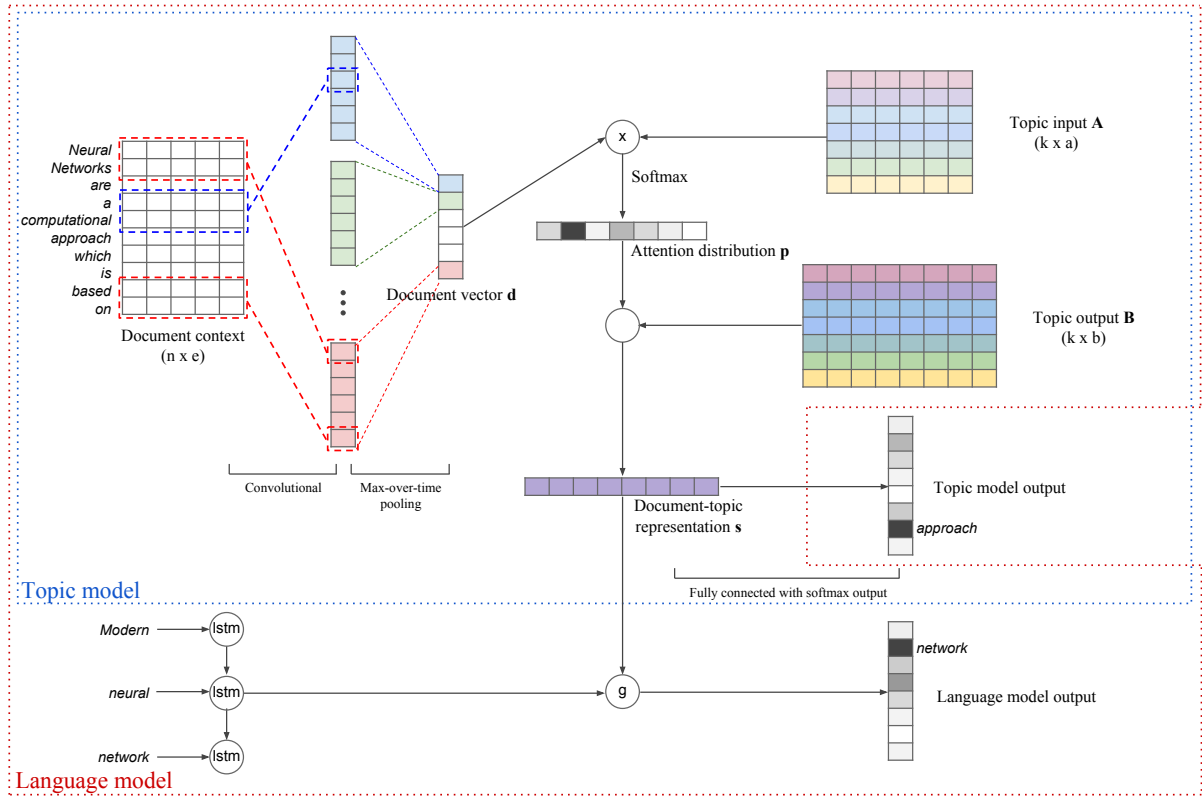 Neural
Networks
are
a
computational
approach
which
is
based
on
Document context
(n x e)
Convolutional
Max-over-time
pooling
Document vector d
x
Softmax
Attention distribution p
Topic input A
(k x a)
Topic output B
(k x b)
Document-topic
representation s
Topic model output
approach
Fully connected with softmax output
Topic model
Modern
lstm
neural
lstm
network
lstm
g
network
Language model output
Language model